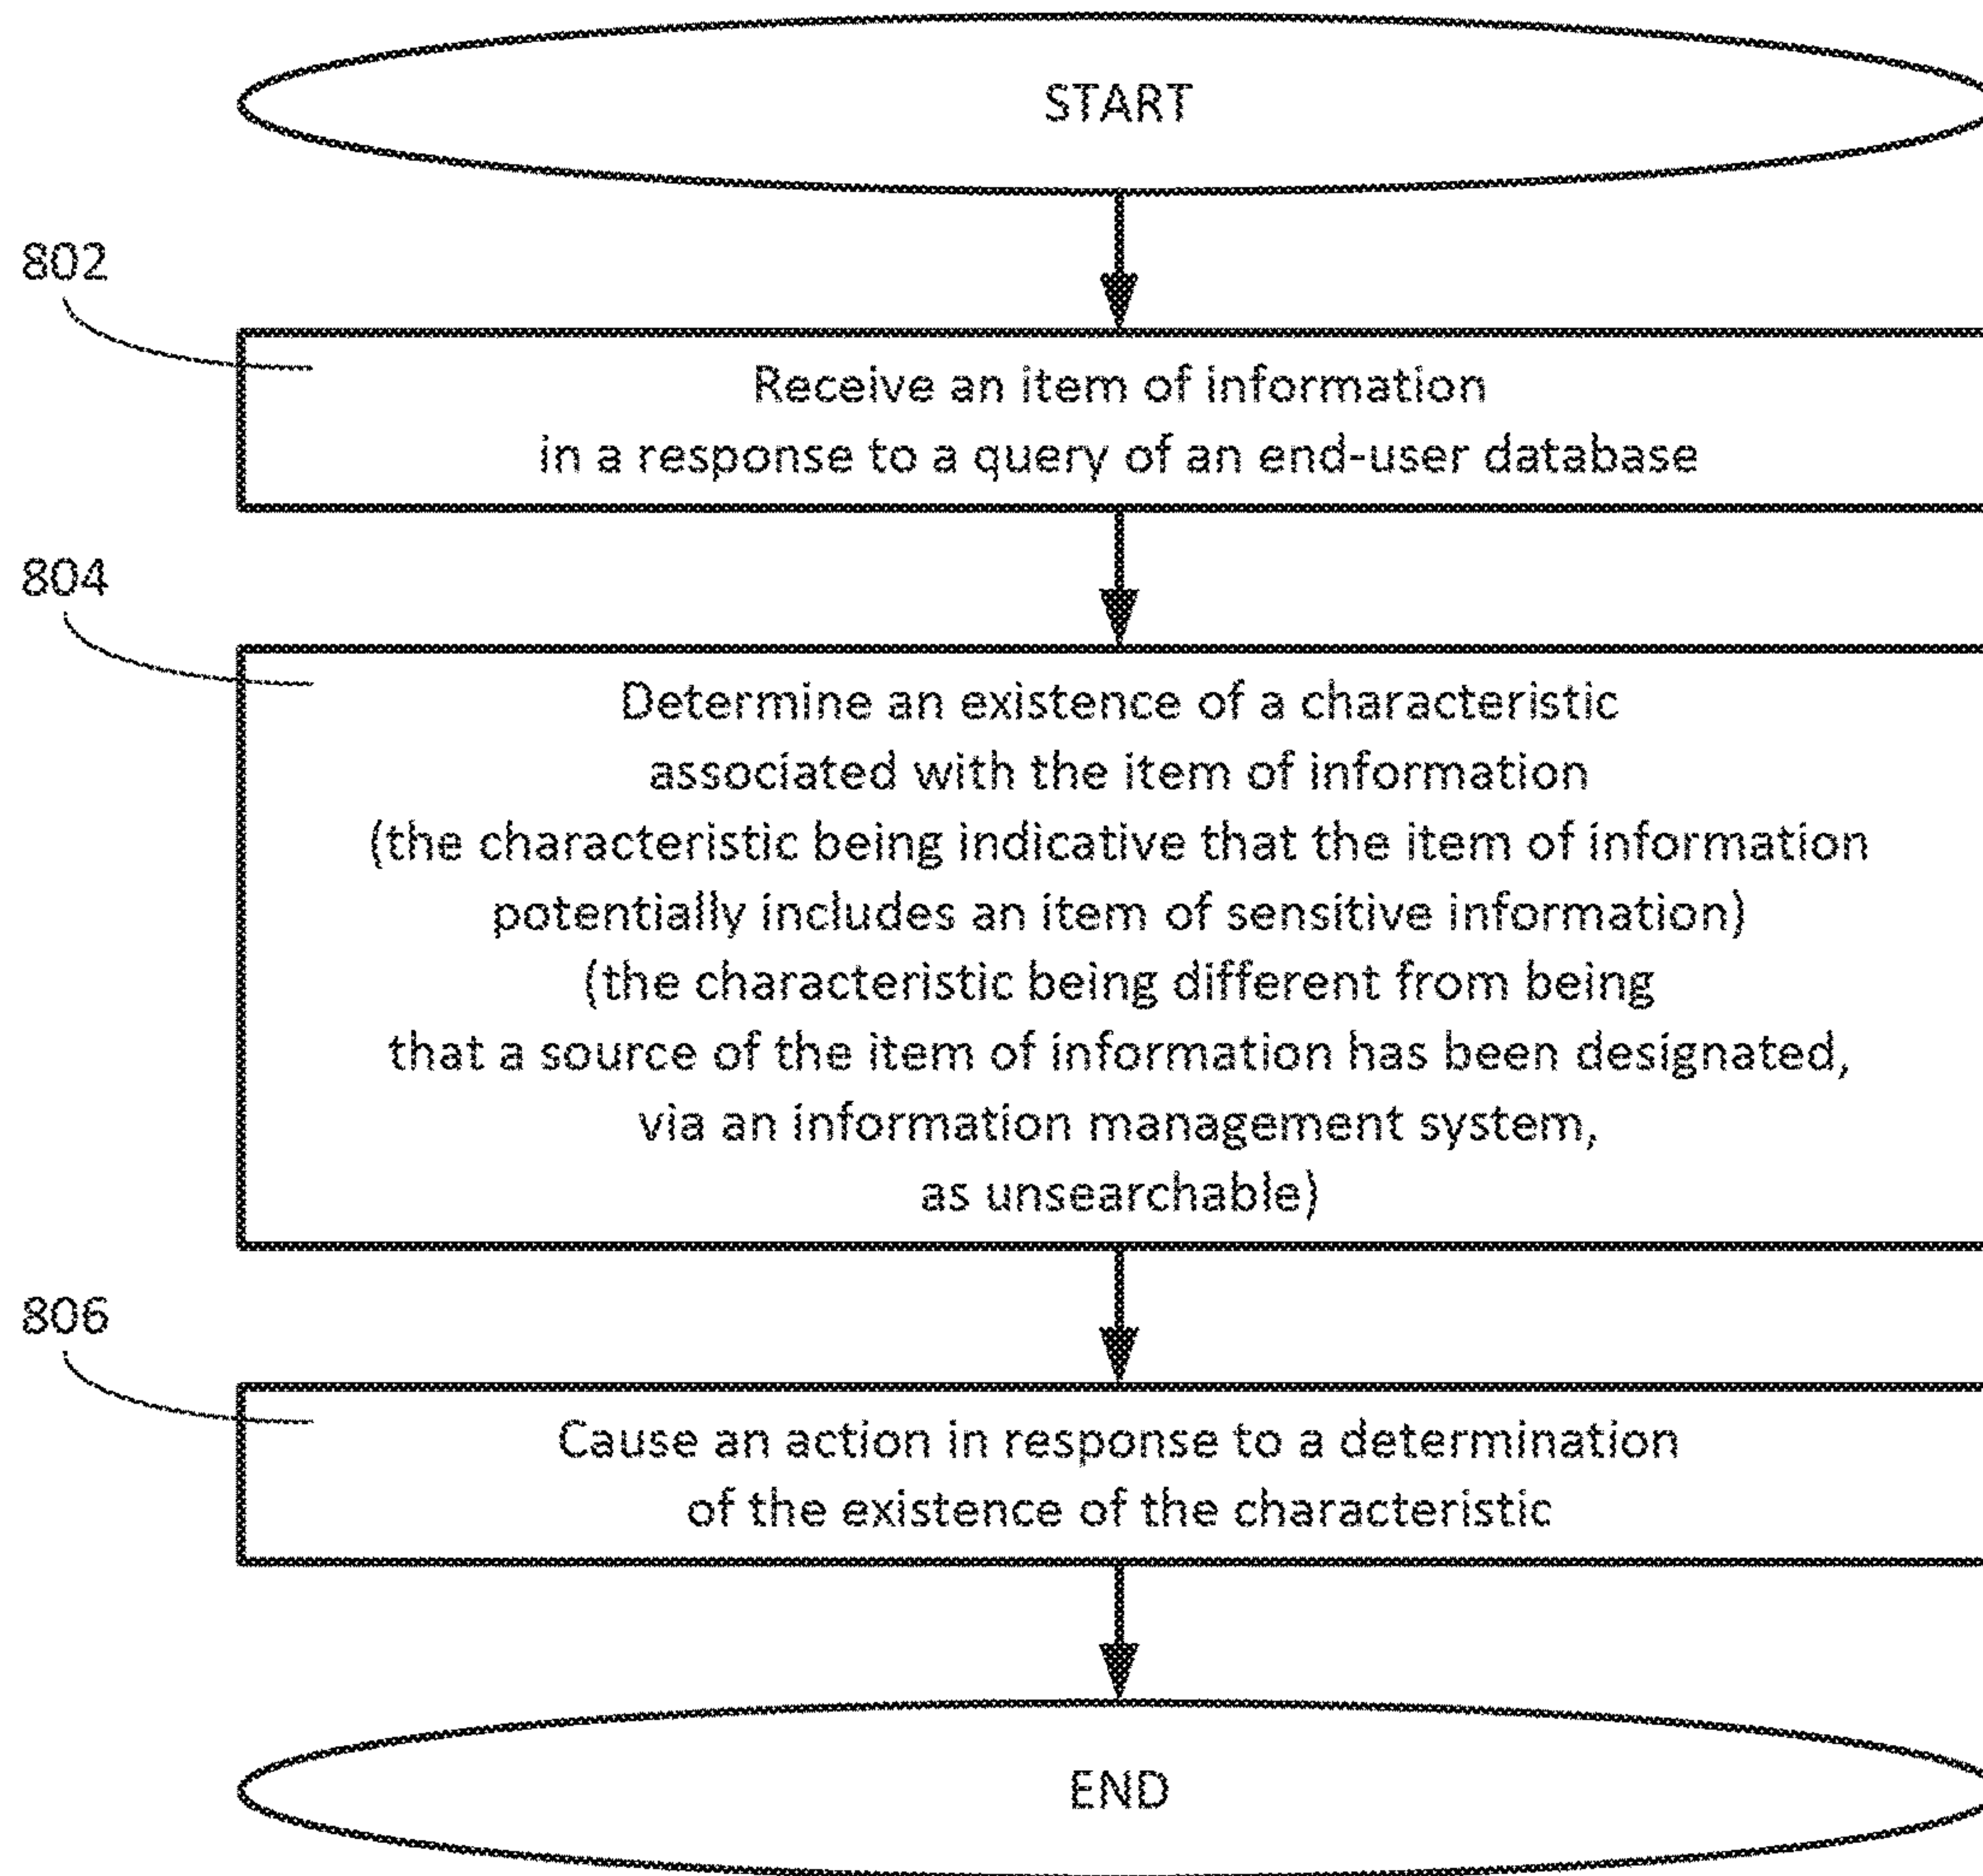 START
802
Receive an item of information
in a response to a query of an end-user database
804
Determine an existence of a characteristic
associated with the item of information
(the characteristic being indicative that the item of information
potentially includes an item of sensitive information)
(the characteristic being different from being
that a source of the item of information has been designated,
via an information management system,
as unsearchable)
806
Cause an action in response to a determination
of the existence of the characteristic
END